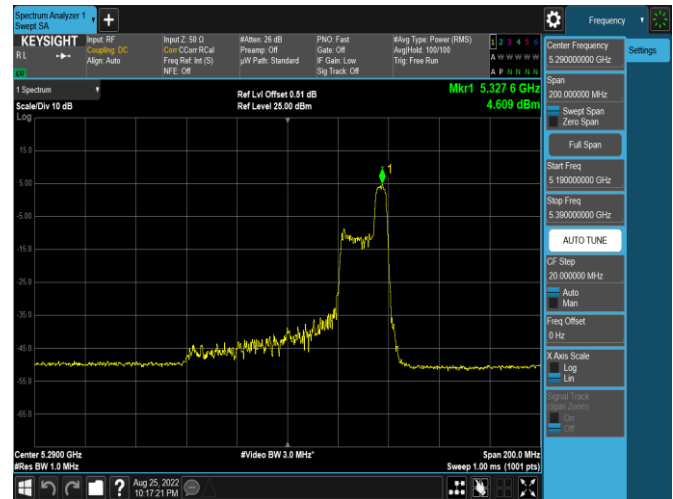 Spectrum Analyzer 1
Swept SA
+
Frequency
KEYSIGHT
RL
Input: RF
Coupling: DC
Align: Auto
Input Z: 50 Ω
Corr CCorr RCal
Freq Ref: Int (S)
NFE: Off
#Atten: 26 dB
Preamp: Off
µW Path: Standard
PNO: Fast
Gate: Off
IF Gain: Low
Sig Track: Off
#Avg Type: Power (RMS)
Avg|Hold: 100/100
Trig: Free Run
1 2 3 4 5 6
A W W W W W
A P N N N N
1 Spectrum
Scale/Div 10 dB
Log
Ref Lvl Offset 0.51 dB
Ref Level 25.00 dBm
Mkr1 5.327 6 GHz
4.609 dBm
15.0
5.00
-5.00
-15.0
-25.0
-35.0
-45.0
-55.0
-65.0
1
Center 5.2900 GHz
#Res BW 1.0 MHz
#Video BW 3.0 MHz*
Span 200.0 MHz
Sweep 1.00 ms (1001 pts)
Center Frequency
5.290000000 GHz
Span
200.000000 MHz
Swept Span
Zero Span
Full Span
Start Freq
5.190000000 GHz
Stop Freq
5.390000000 GHz
AUTO TUNE
CF Step
20.000000 MHz
Auto
Man
Freq Offset
0 Hz
X Axis Scale
Log
Lin
Signal Track
(Span Zoom)
On
Off
Settings
?
Aug 25, 2022
10:17:21 PM